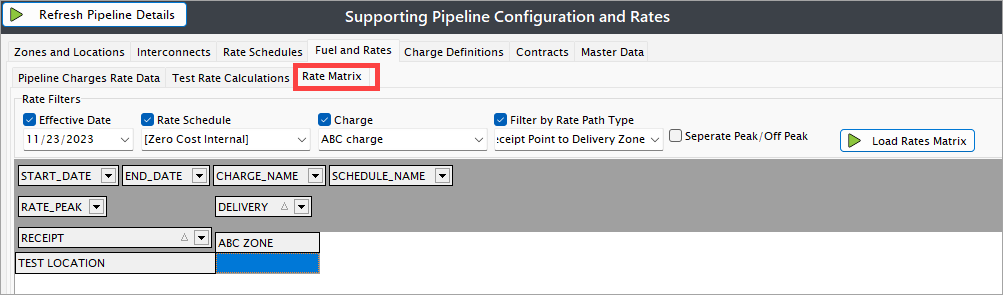 Refresh Pipeline Details
Supporting Pipeline Configuration and Rates
Zones and Locations Interconnects Rate Schedules Fuel and Rates Charge Definitions Contracts Master Data
Pipeline Charges Rate Data Test Rate Calculations Rate Matrix
Rate Filters
Effective Date Rate Schedule Charge Filter by Rate Path Type
11/23/2023 [Zero Cost Internal] ABC charge eceipt Point to Delivery Zone Seperate Peak/Off Peak Load Rates Matrix
START_DATE END_DATE CHARGE_NAME SCHEDULE_NAME
RATE_PEAK DELIVERY
RECEIPT ABC ZONE
TEST LOCATION